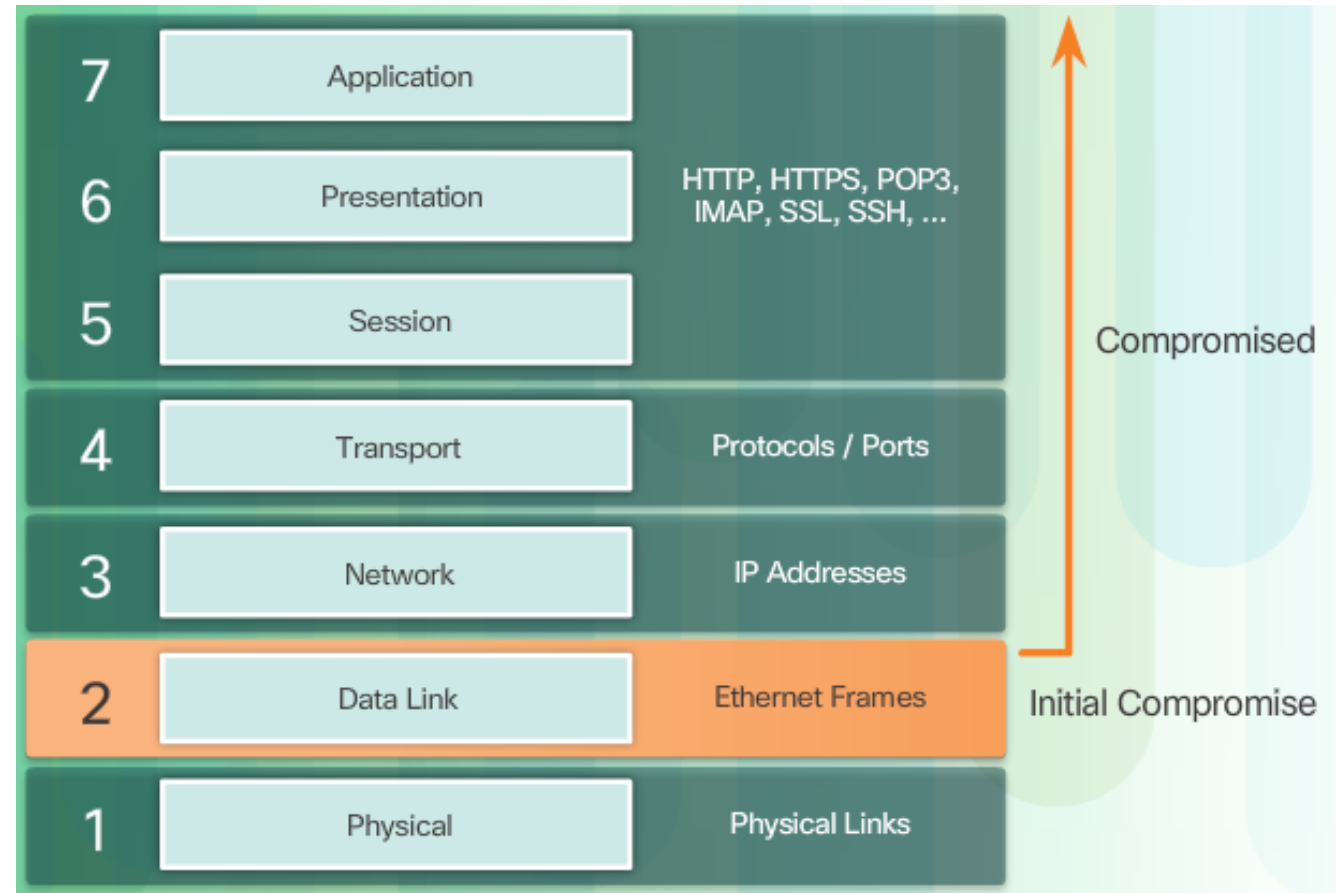 7
Application
6
Presentation
HTTP, HTTPS, POP3,
IMAP, SSL, SSH, ...
5
Session
Compromised
4
Transport
Protocols / Ports
3
Network
IP Addresses
2
Data Link
Ethernet Frames
Initial Compromise
1
Physical
Physical Links